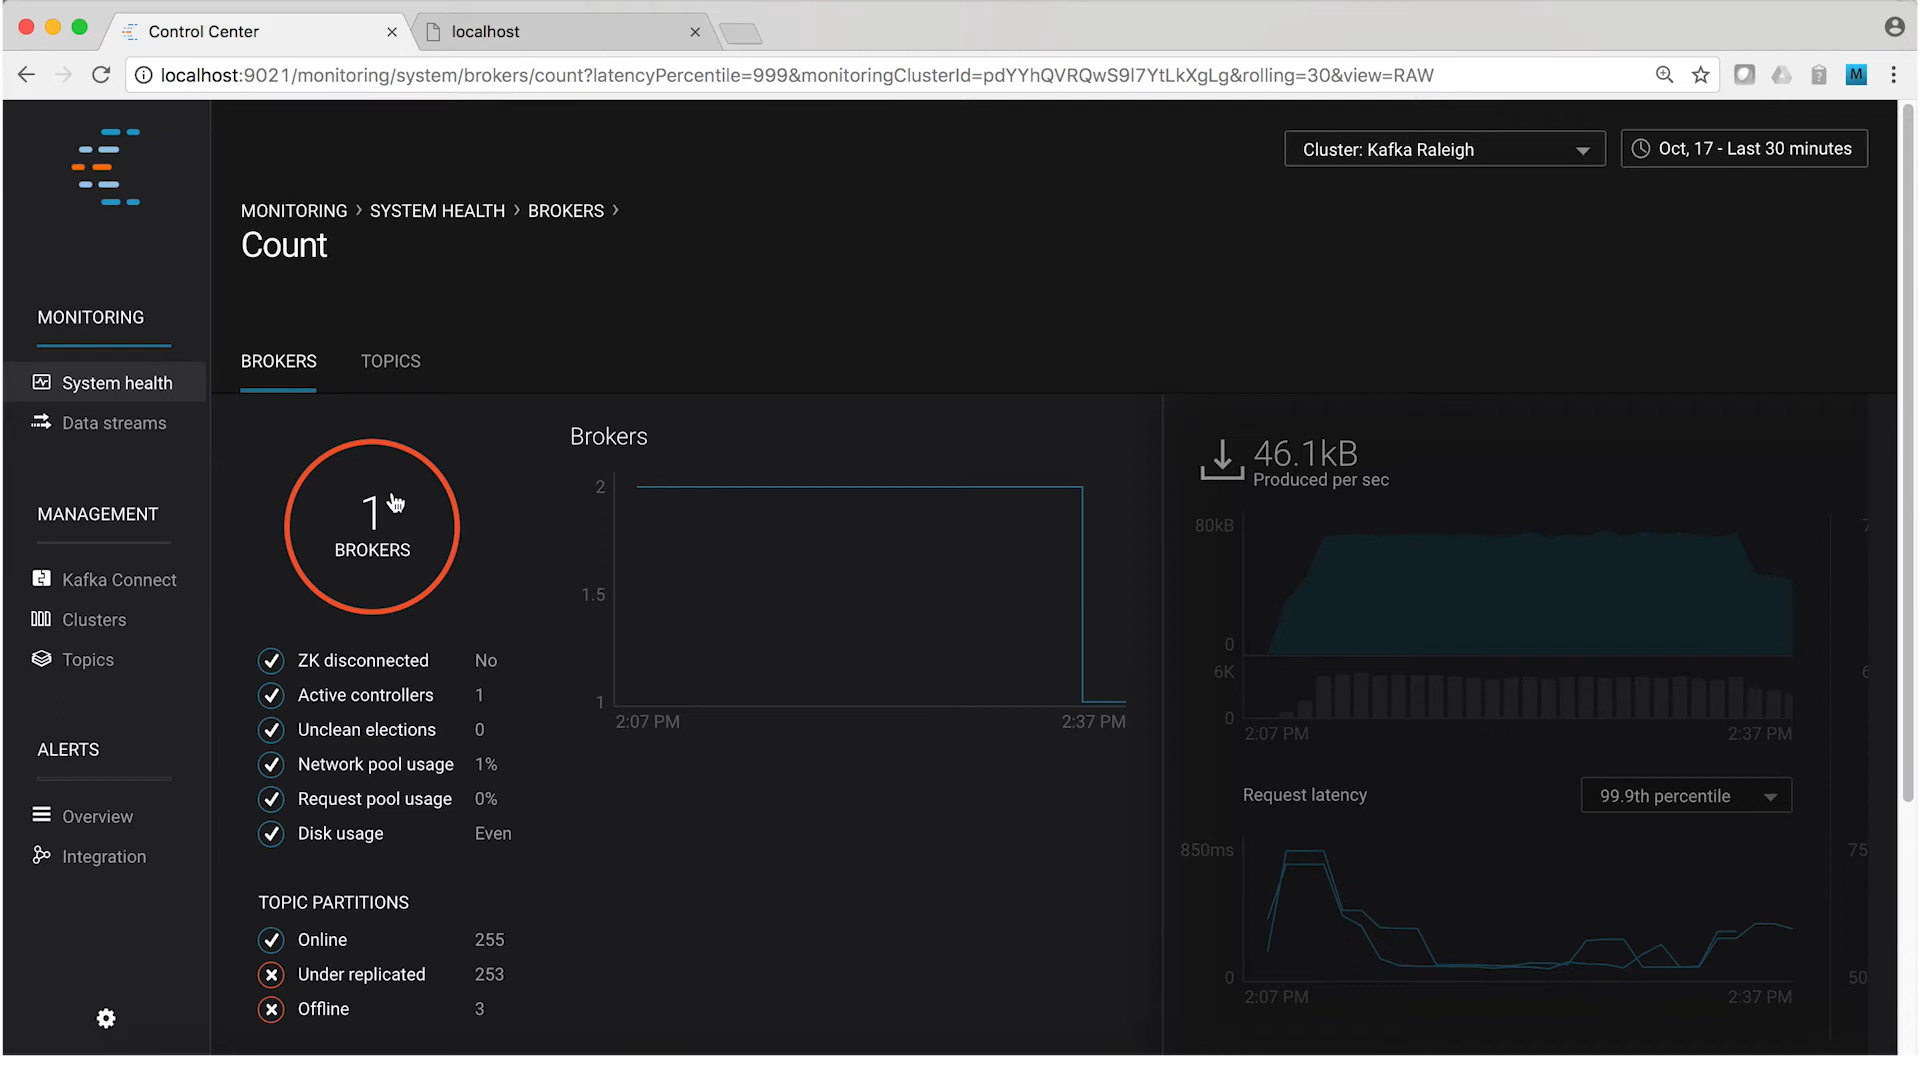 Control Center
localhost
localhost:9021/monitoring/system/brokers/count?latencyPercentile=999&monitoringClusterId=pdYYhQVRQwS9l7YtLkXgLg&rolling=30&view=RAW
M
Cluster: Kafka Raleigh
Oct, 17 - Last 30 minutes
MONITORING › SYSTEM HEALTH › BROKERS ›
Count
MONITORING
System health
Data streams
MANAGEMENT
Kafka Connect
Clusters
Topics
ALERTS
Overview
Integration
BROKERS TOPICS
1
BROKERS
ZK disconnected No
Active controllers 1
Unclean elections 0
Network pool usage 1%
Request pool usage 0%
Disk usage Even
TOPIC PARTITIONS
Online 255
Under replicated 253
Offline 3
Brokers
2
1.5
1
2:07 PM 2:37 PM
46.1kB
Produced per sec
80kB
0
6K
0
2:07 PM 2:37 PM
Request latency
99.9th percentile
850ms
0
2:07 PM 2:37 PM
75
50